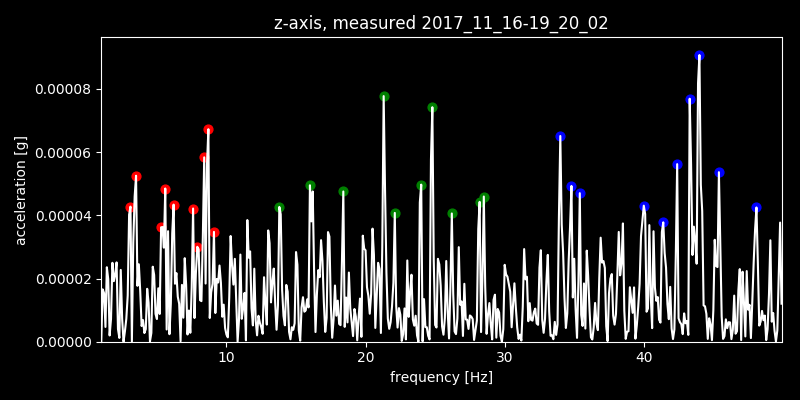 z-axis, measured 2017_11_16-19_20_02
acceleration [g]
0.00008
0.00006
0.00004
0.00002
0.00000
10 20 30 40
frequency [Hz]